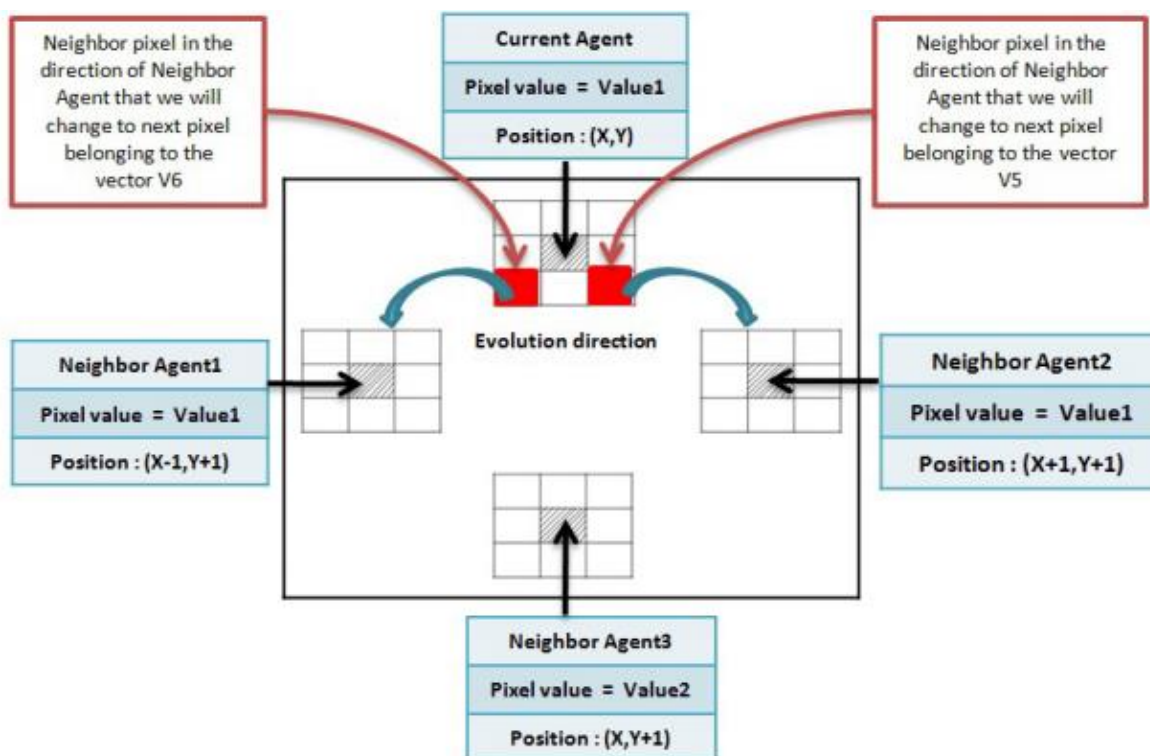 Neighbor pixel in the
direction of Neighbor
Agent that we will
change to next pixel
belonging to the
vector V6
Current Agent
Pixel value = Value1
Position : (X,Y)
Neighbor pixel in the
direction of Neighbor
Agent that we will
change to next pixel
belonging to the vector
V5
Evolution direction
Neighbor Agent1
Pixel value = Value1
Position : (X-1,Y+1)
Neighbor Agent2
Pixel value = Value1
Position : (X+1,Y+1)
Neighbor Agent3
Pixel value = Value2
Position : (X,Y+1)